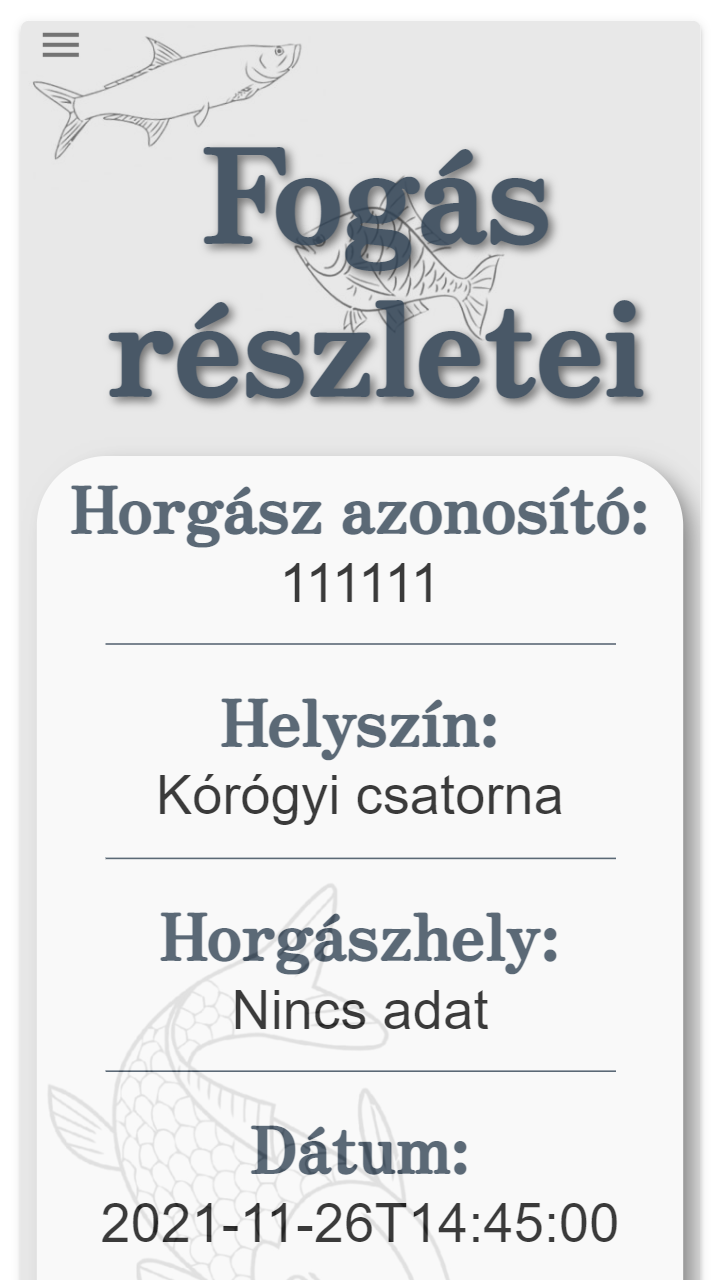 Fogás
részletei
Horgász azonosító:
111111
Helyszín:
Kórógyi csatorna
Horgászhely:
Nincs adat
Dátum:
2021-11-26T14:45:00